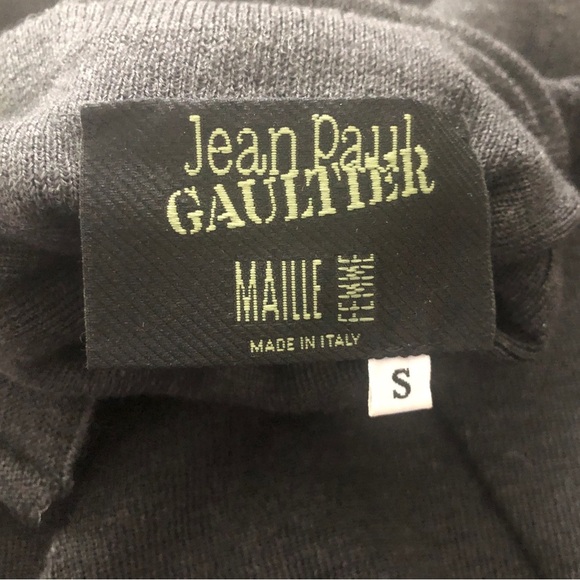 Jean Paul
GAULTIER
MAILLE FEMME
MADE IN ITALY
S